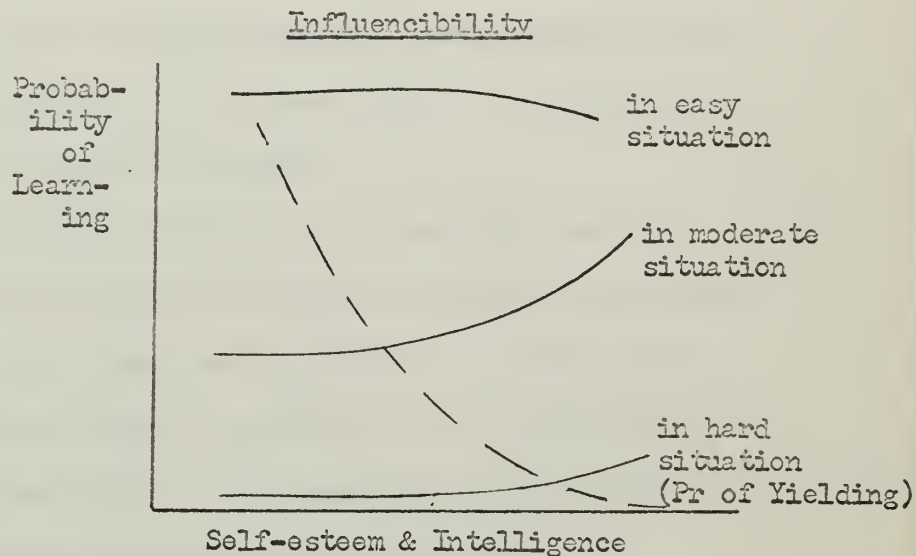 Influencibility
Probab-
ility
of
Learn-
ing
in easy
situation
in moderate
situation
in hard
situation
(Pr of Yielding)
Self-esteem & Intelligence